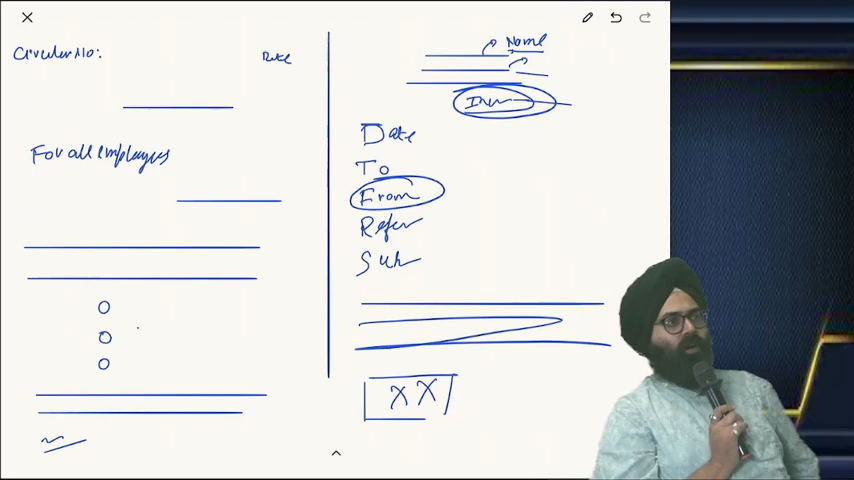 Circular No:
Date
For all employees
Name
Date
To
From
Refer
Sub
XX